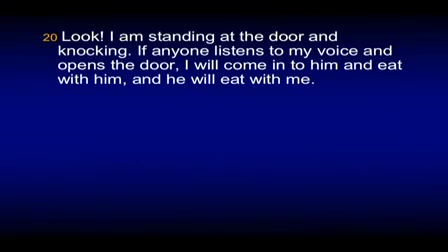 20 Look! I am standing at the door and
knocking. If anyone listens to my voice and
opens the door, I will come in to him and eat
with him, and he will eat with me.